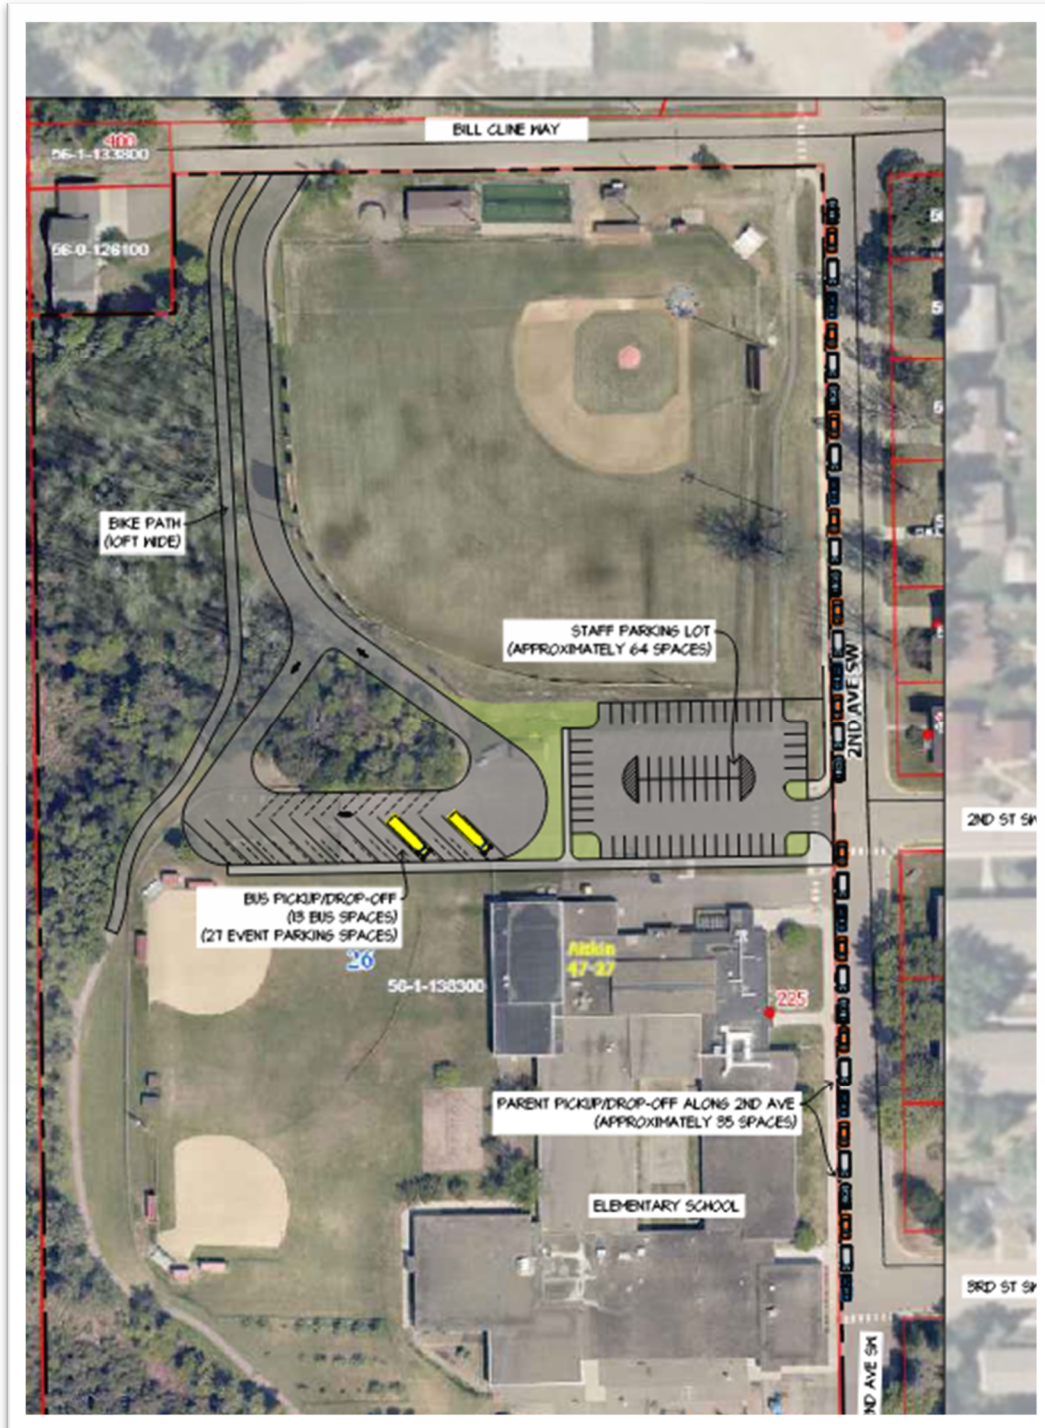 BILL CLINE WAY
400
56-1-133800
56-0-126100
BIKE PATH
(10FT WIDE)
STAFF PARKING LOT
(APPROXIMATELY 64 SPACES)
2ND AVE SW
2ND ST SW
BUS PICKUP/DROP-OFF
(13 BUS SPACES)
(27 EVENT PARKING SPACES)
26
56-1-138300
Aitkin
47-27
225
PARENT PICKUP/DROP-OFF ALONG 2ND AVE
(APPROXIMATELY 35 SPACES)
ELEMENTARY SCHOOL
3RD ST SW
ND AVE SW